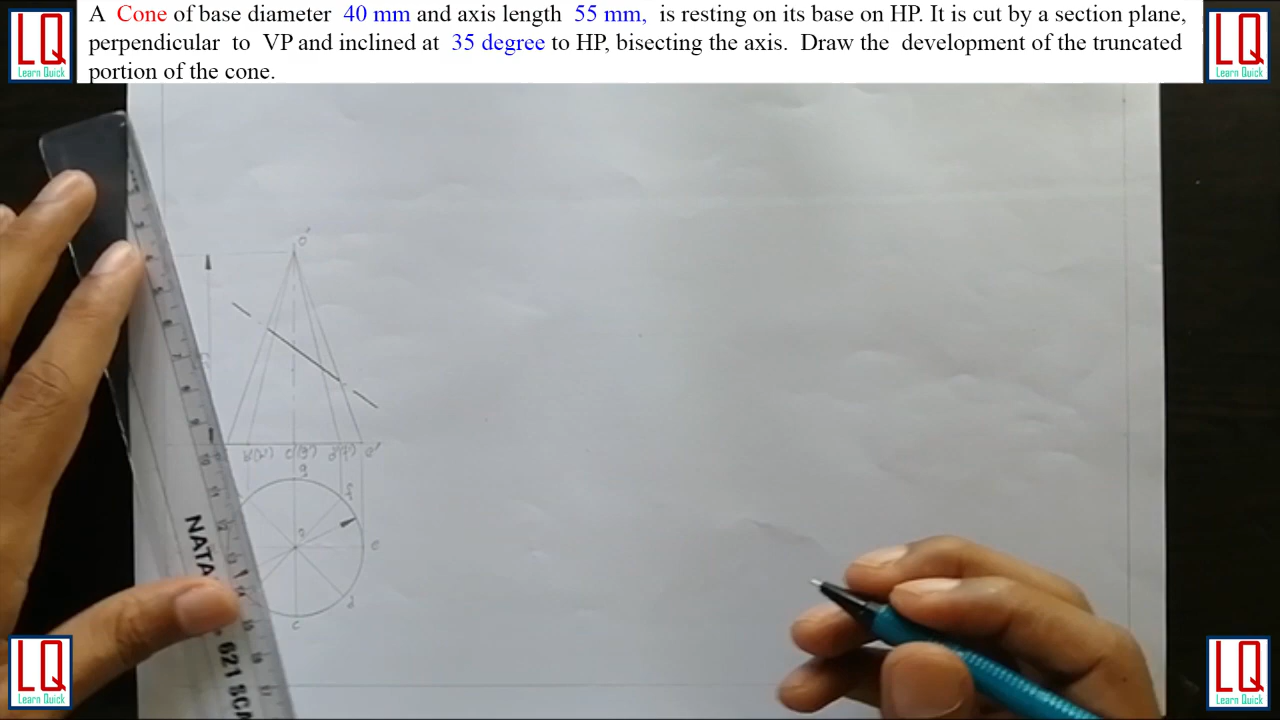 A Cone of base diameter 40 mm and axis length 55 mm, is resting on its base on HP. It is cut by a section plane,
perpendicular to VP and inclined at 35 degree to HP, bisecting the axis. Draw the development of the truncated
portion of the cone.
LQ
Learn Quick
LQ
Learn Quick
o'
g
f
e
d
c
NATA
621 SCA
LQ
Learn Quick
LQ
Learn Quick